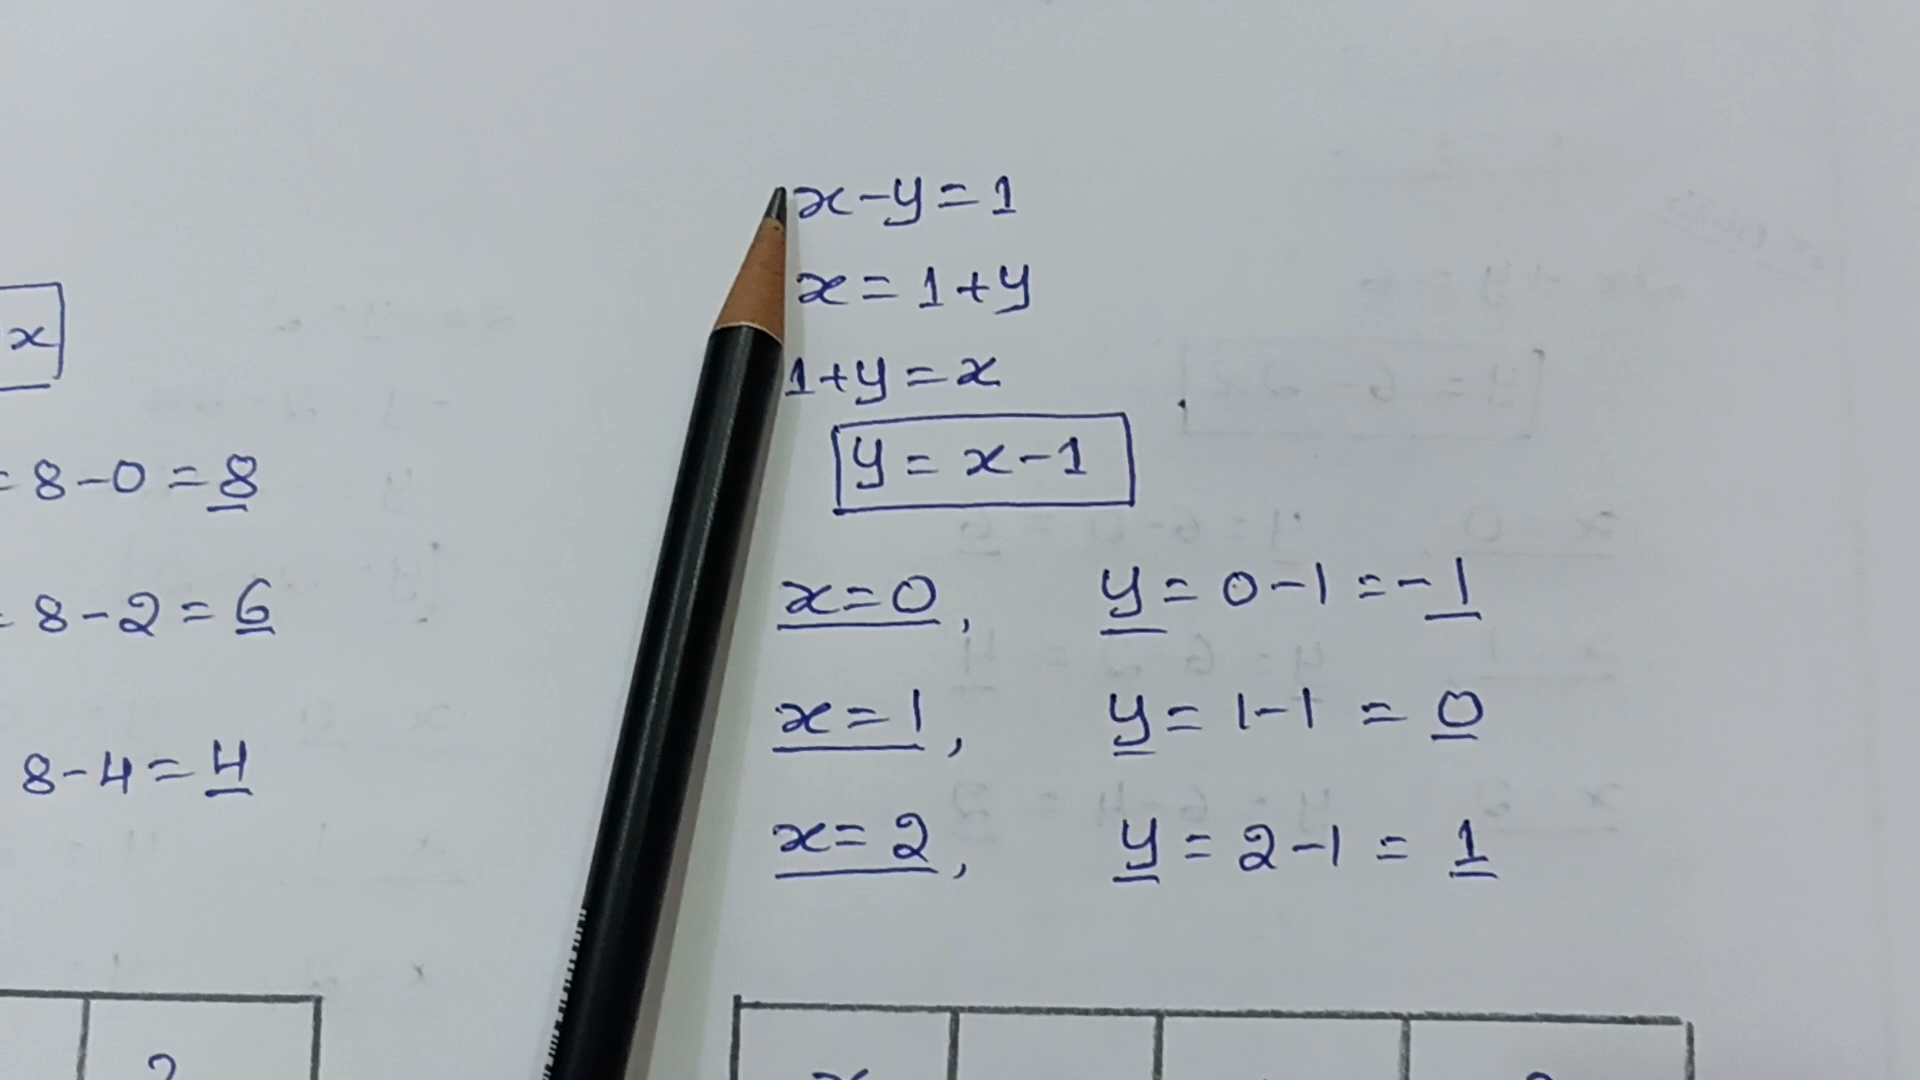 x
= 8-0 = 8
= 8-2 = 6
8-4 = 4
2
x-y=1
x= 1+y
1+y=x
y = x-1
x=0, y= 0-1 =-1
x=1, y= 1-1 = 0
x=2, y= 2-1 = 1
x